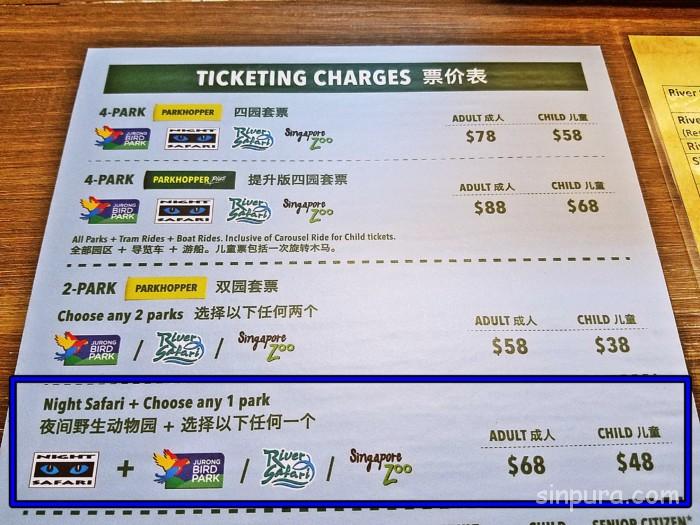 TICKETING CHARGES 票价表
4-PARK PARKHOPPER 四园套票
ADULT 成人 CHILD 儿童
JURONG BIRD PARK NIGHT SAFARI River Safari Singapore Zoo
$78 $58
4-PARK PARKHOPPER Plus 提升版四园套票
ADULT 成人 CHILD 儿童
JURONG BIRD PARK NIGHT SAFARI River Safari Singapore Zoo
$88 $68
All Parks + Tram Rides + Boat Rides. Inclusive of Carousel Ride for Child tickets.
全部园区 + 导览车 + 游船。儿童票包括一次旋转木马。
2-PARK PARKHOPPER 双园套票
Choose any 2 parks 选择以下任何两个
ADULT 成人 CHILD 儿童
JURONG BIRD PARK / River Safari / Singapore Zoo
$58 $38
Night Safari + Choose any 1 park
夜间野生动物园 + 选择以下任何一个
ADULT 成人 CHILD 儿童
NIGHT SAFARI + JURONG BIRD PARK / River Safari / Singapore Zoo
$68 $48
sinpura.com
CHILD SENIOR CITIZEN*
River
River